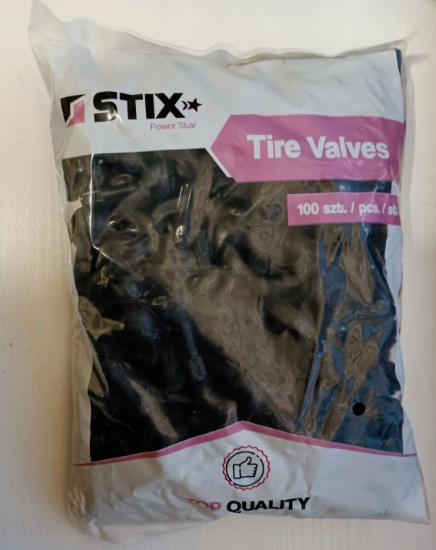 STIX
Power Star
Tire Valves
100 szt. / pcs. / st
TOP QUALITY